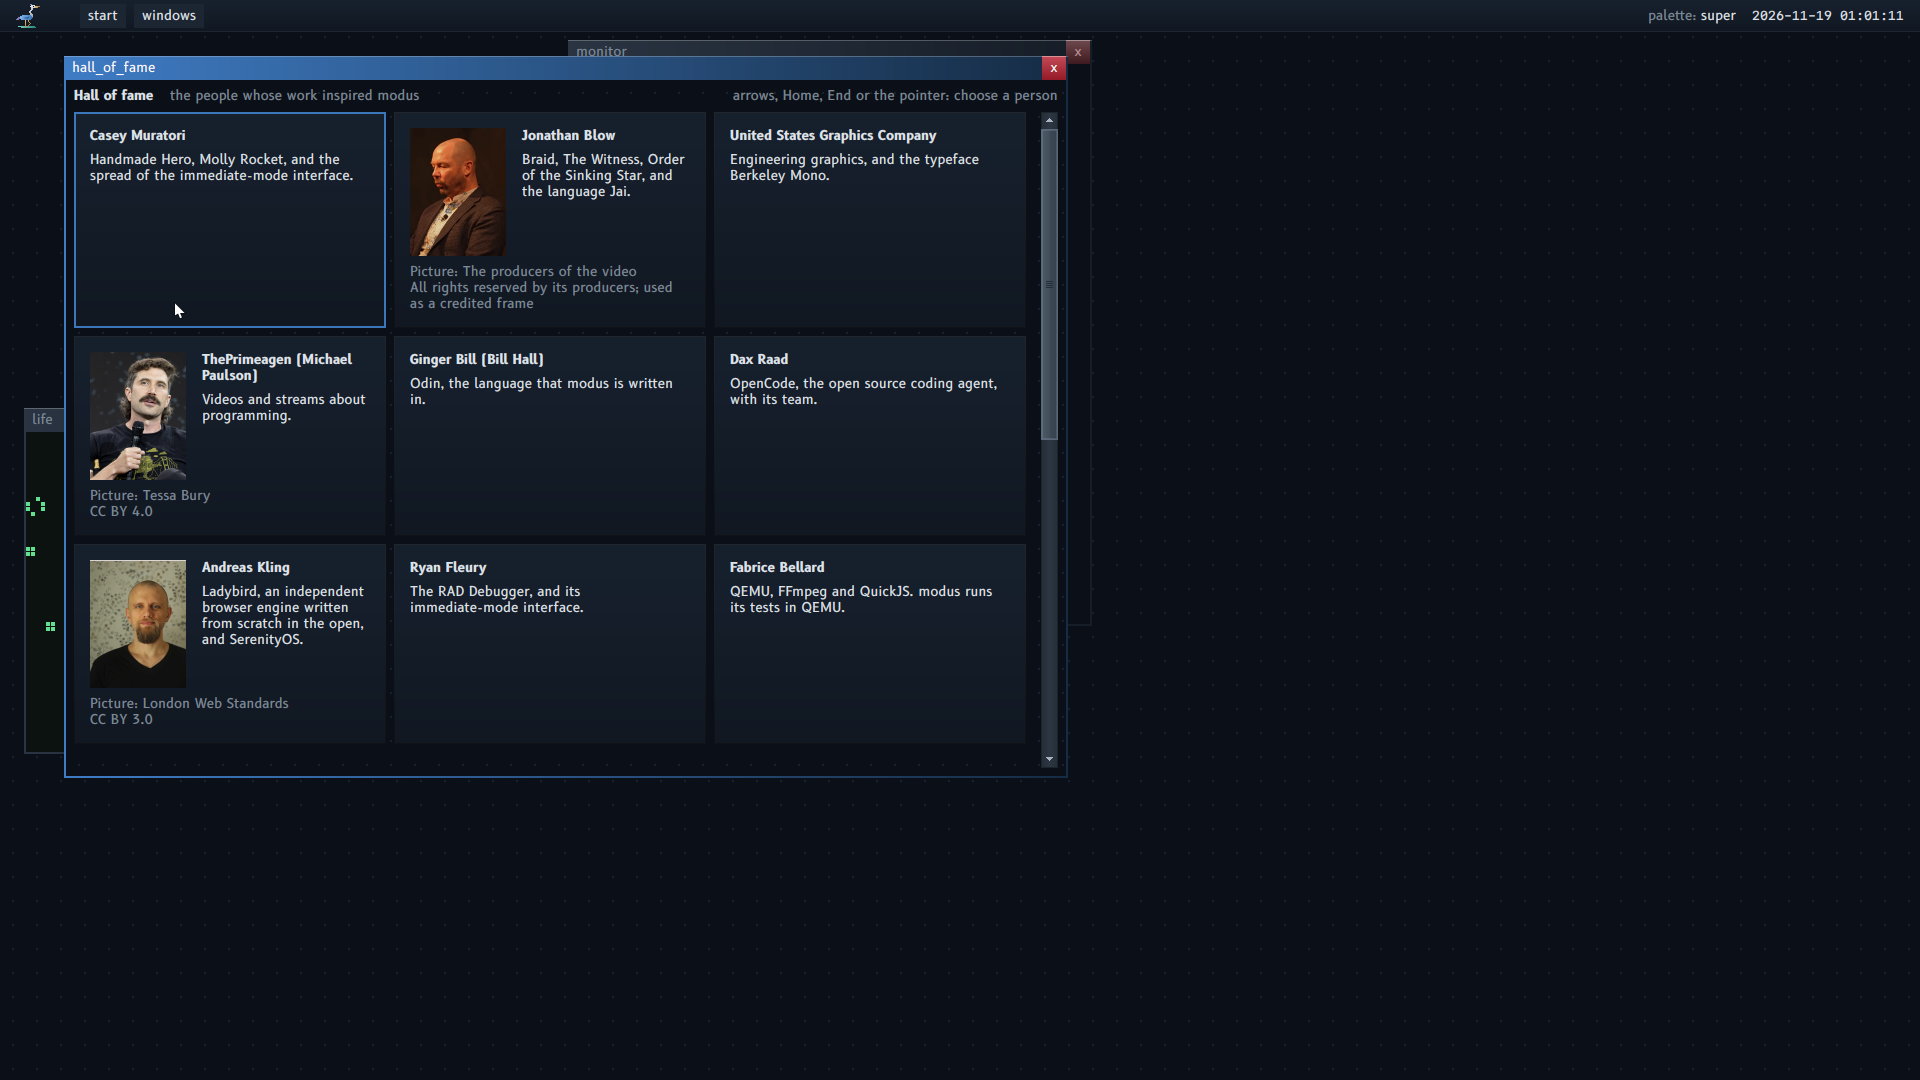 start
windows
palette: super
2026-11-19 01:01:11
monitor
x
hall_of_fame
x
Hall of fame
the people whose work inspired modus
arrows, Home, End or the pointer: choose a person
Casey Muratori
Handmade Hero, Molly Rocket, and the
spread of the immediate-mode interface.
Jonathan Blow
Braid, The Witness, Order
of the Sinking Star, and
the language Jai.
Picture: The producers of the video
All rights reserved by its producers; used
as a credited frame
United States Graphics Company
Engineering graphics, and the typeface
Berkeley Mono.
ThePrimeagen (Michael
Paulson)
Videos and streams about
programming.
Picture: Tessa Bury
CC BY 4.0
Ginger Bill (Bill Hall)
Odin, the language that modus is written
in.
Dax Raad
OpenCode, the open source coding agent,
with its team.
life
Andreas Kling
Ladybird, an independent
browser engine written
from scratch in the open,
and SerenityOS.
Picture: London Web Standards
CC BY 3.0
Ryan Fleury
The RAD Debugger, and its
immediate-mode interface.
Fabrice Bellard
QEMU, FFmpeg and QuickJS. modus runs
its tests in QEMU.